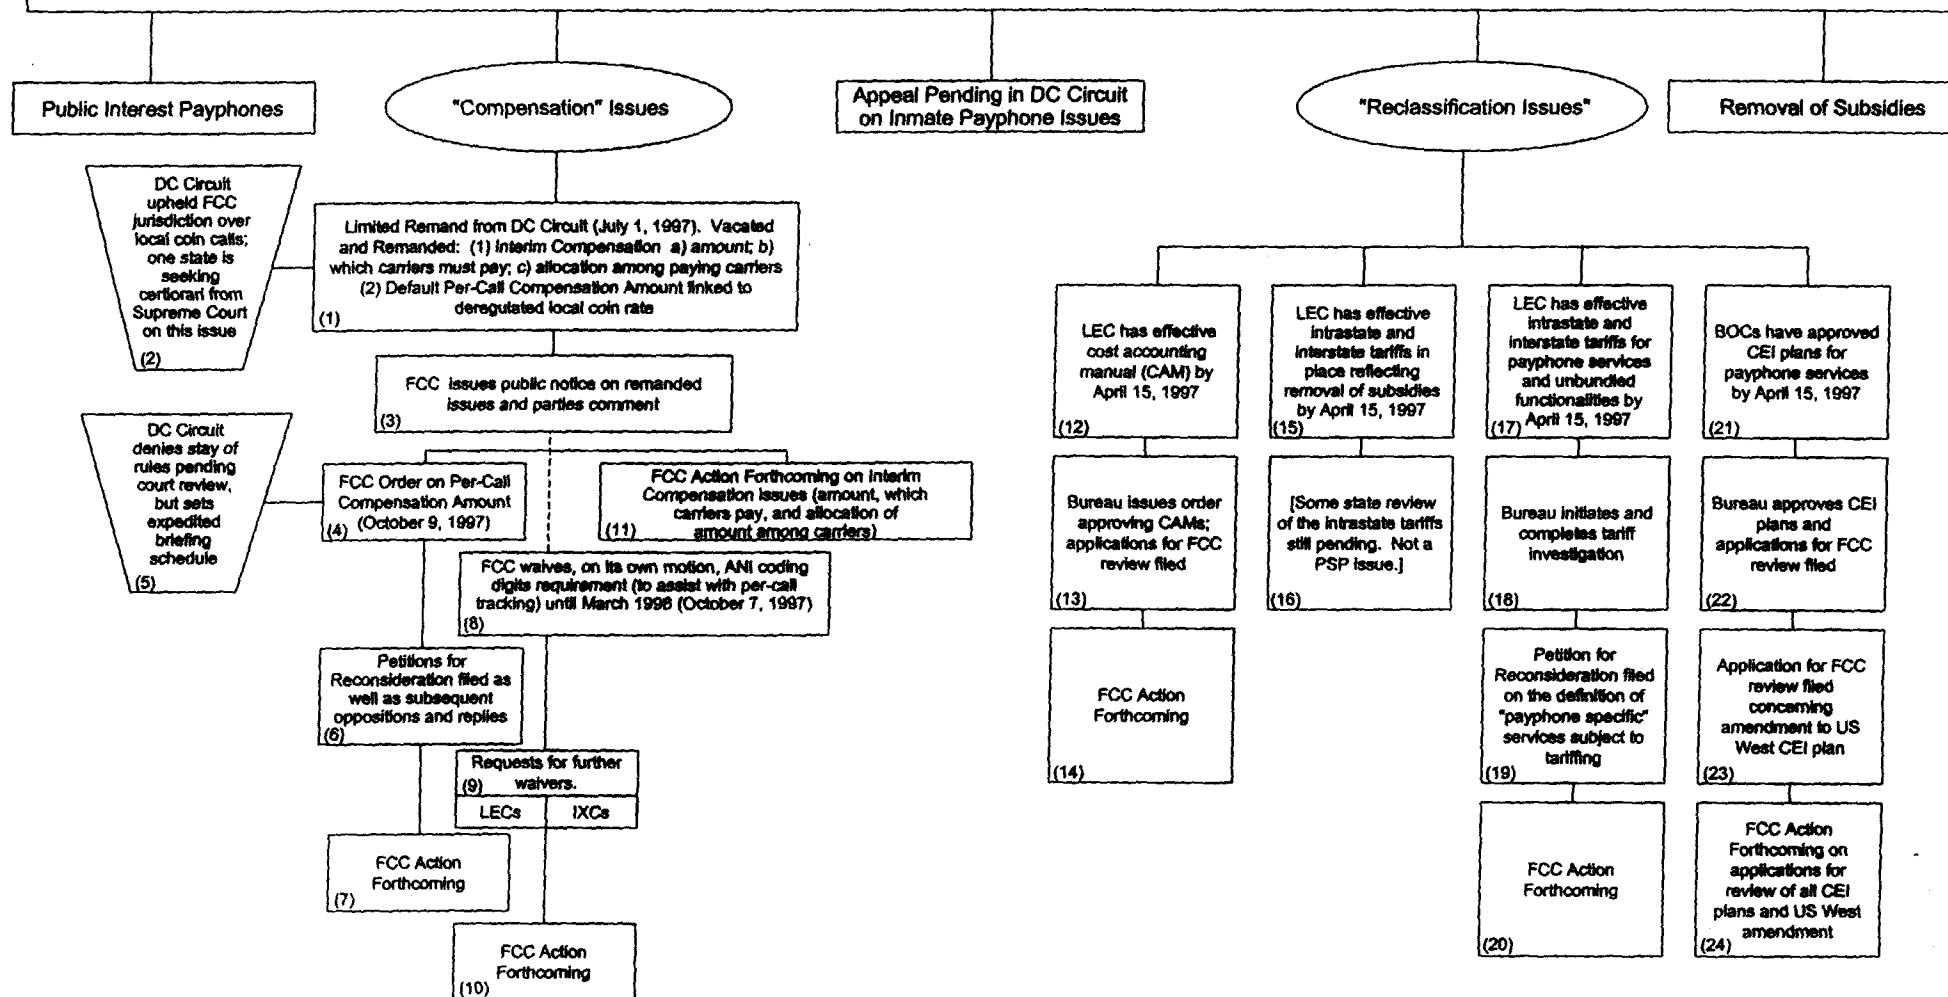 Public Interest Payphones
"Compensation" Issues
Appeal Pending in DC Circuit
on Inmate Payphone Issues
"Reclassification Issues"
Removal of Subsidies
DC Circuit
upheld FCC
jurisdiction over
local coin calls;
one state is
seeking
certiorari from
Supreme Court
on this issue
(2)
Limited Remand from DC Circuit (July 1, 1997). Vacated
and Remanded: (1) Interim Compensation a) amount; b)
which carriers must pay; c) allocation among paying carriers
(2) Default Per-Call Compensation Amount linked to
deregulated local coin rate
(1)
FCC issues public notice on remanded
issues and parties comment
(3)
DC Circuit
denies stay of
rules pending
court review,
but sets
expedited
briefing
schedule
(5)
FCC Order on Per-Call
Compensation Amount
(October 9, 1997)
(4)
FCC Action Forthcoming on Interim
Compensation issues (amount, which
carriers pay, and allocation of
amount among carriers)
(11)
FCC waives, on its own motion, ANI coding
digits requirement (to assist with per-call
tracking) until March 1998 (October 7, 1997)
(8)
Petitions for
Reconsideration filed as
well as subsequent
oppositions and replies
(6)
Requests for further
waivers.
(9)
LECs IXCs
FCC Action
Forthcoming
(7)
FCC Action
Forthcoming
(10)
LEC has effective
cost accounting
manual (CAM) by
April 15, 1997
(12)
Bureau issues order
approving CAMs;
applications for FCC
review filed
(13)
FCC Action
Forthcoming
(14)
LEC has effective
intrastate and
interstate tariffs in
place reflecting
removal of subsidies
by April 15, 1997
(15)
[Some state review
of the intrastate tariffs
still pending. Not a
PSP issue.]
(16)
LEC has effective
intrastate and
interstate tariffs for
payphone services
and unbundled
functionalities by
April 15, 1997
(17)
Bureau initiates and
completes tariff
investigation
(18)
Petition for
Reconsideration filed
on the definition of
"payphone specific"
services subject to
tariffing
(19)
FCC Action
Forthcoming
(20)
BOCs have approved
CEI plans for
payphone services
by April 15, 1997
(21)
Bureau approves CEI
plans and
applications for FCC
review filed
(22)
Application for FCC
review filed
concerning
amendment to US
West CEI plan
(23)
FCC Action
Forthcoming on
applications for
review of all CEI
plans and US West
amendment
(24)